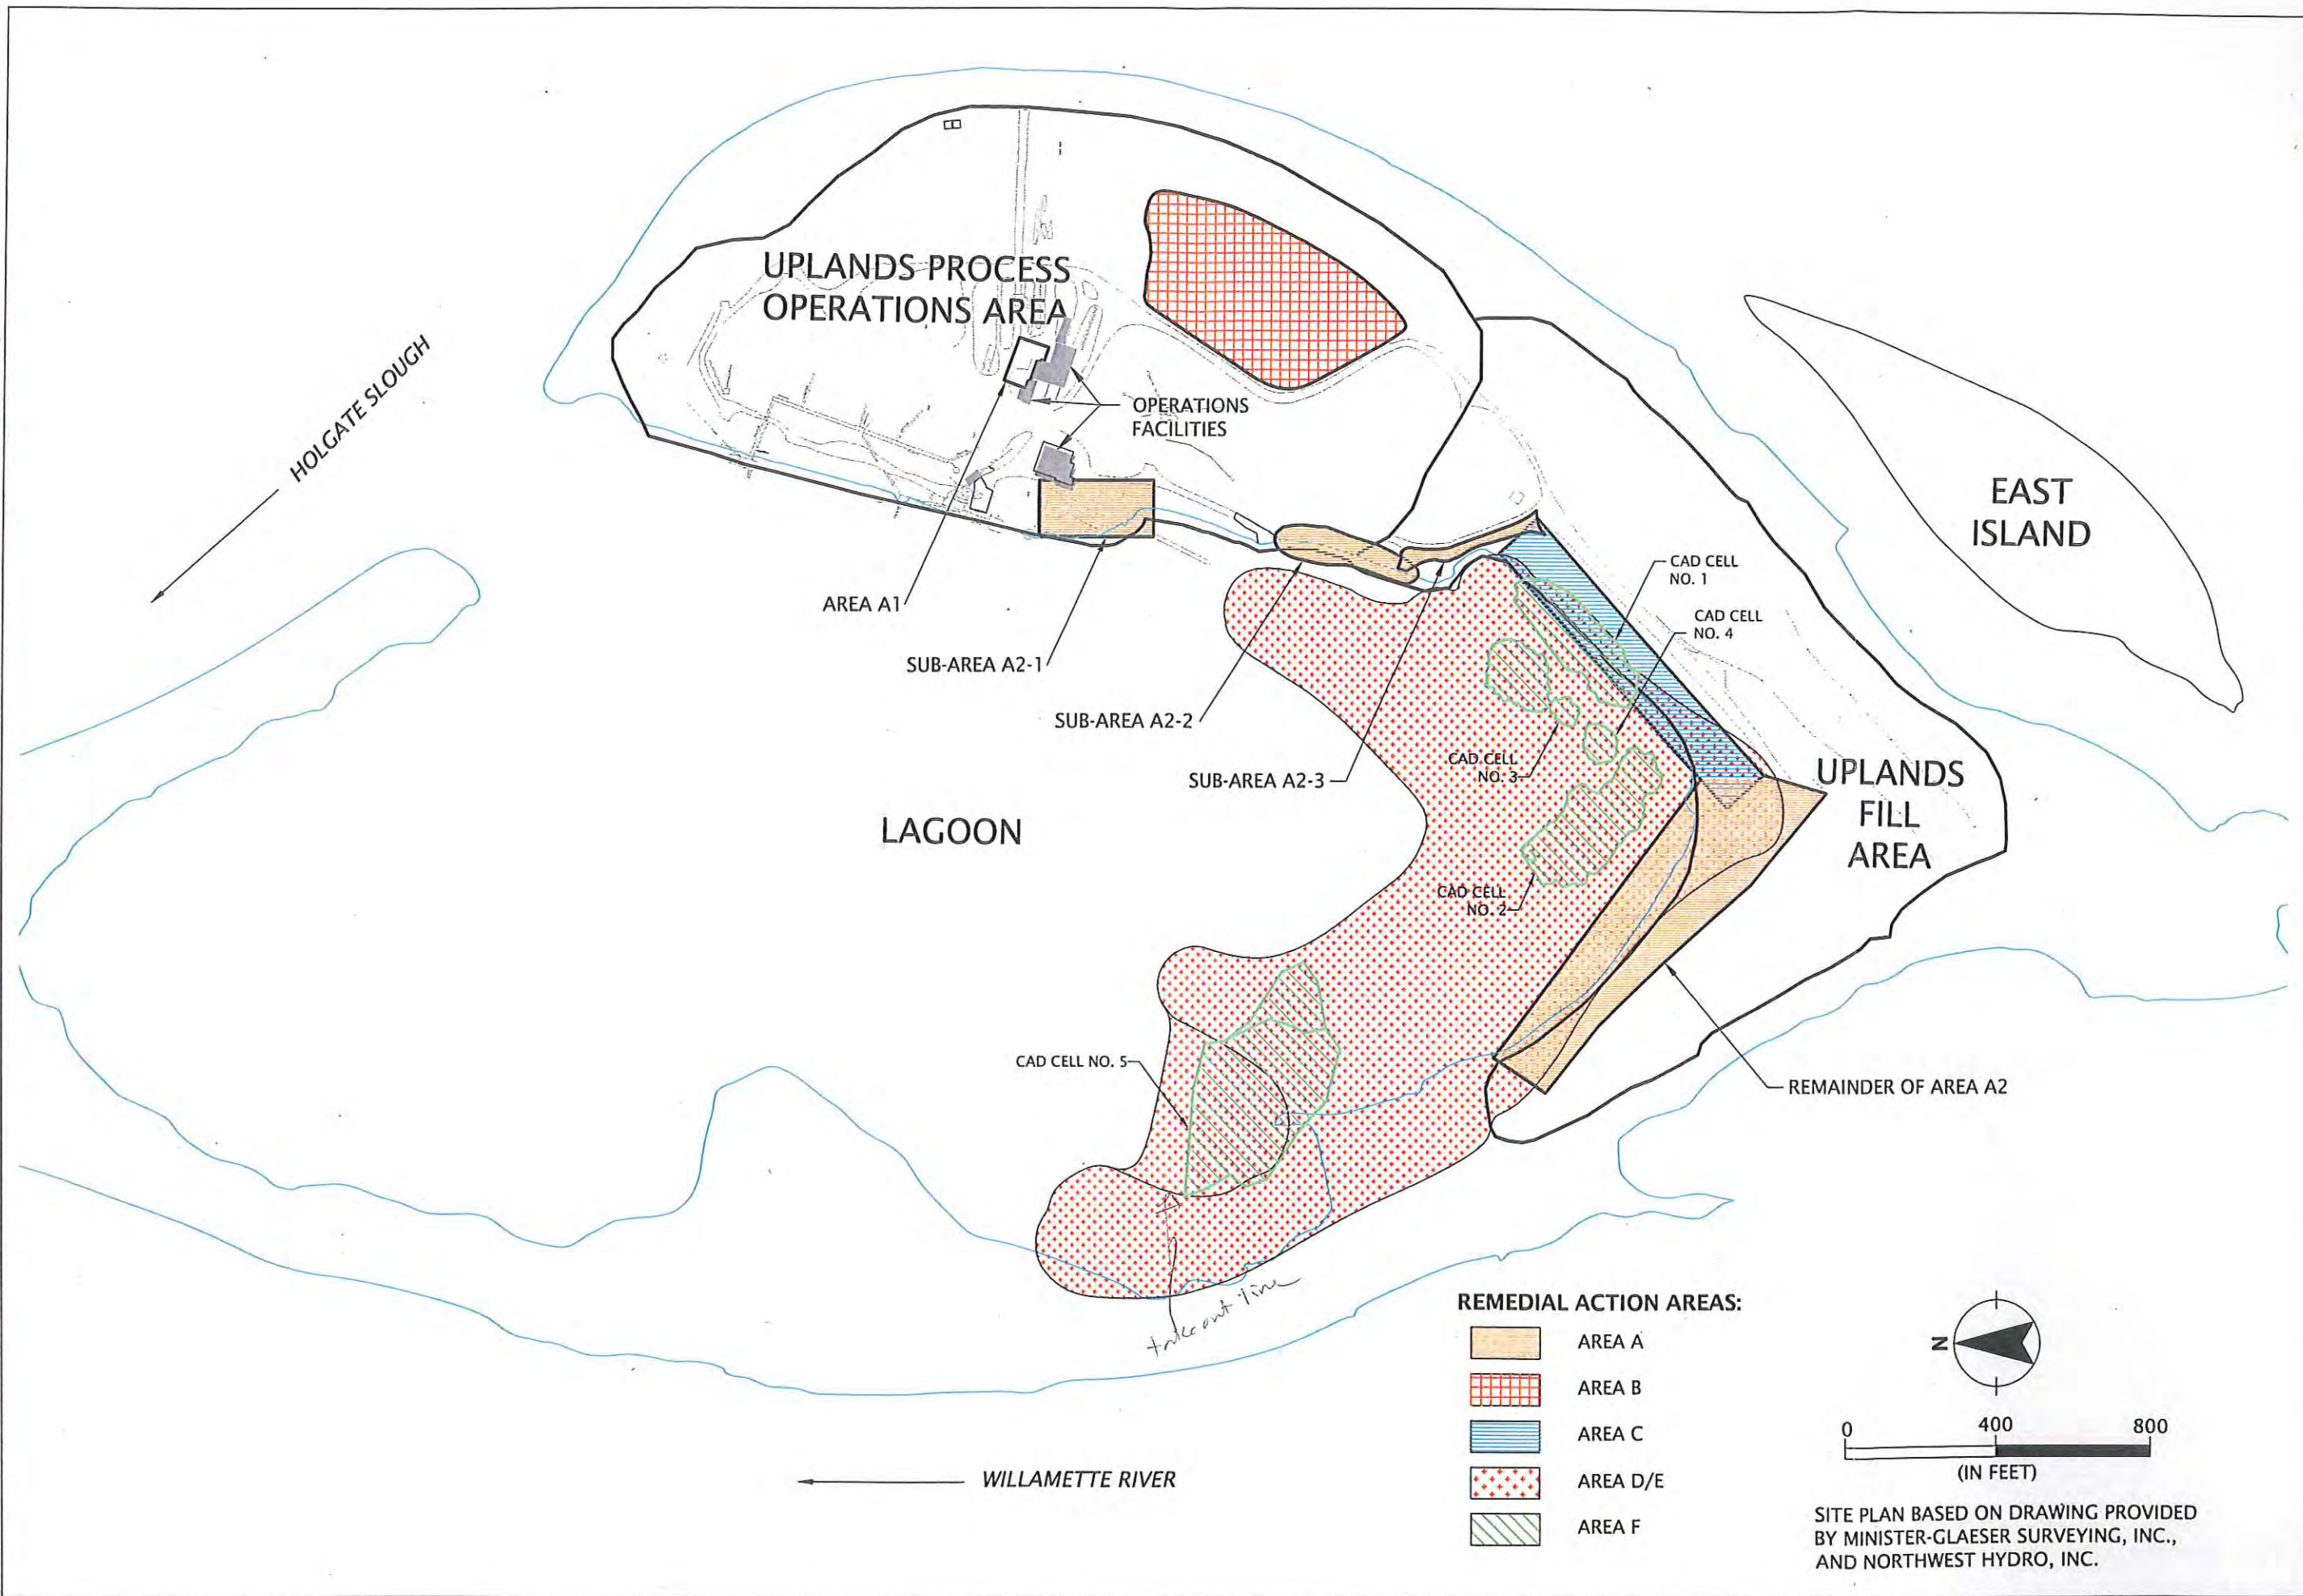 UPLANDS PROCESS
OPERATIONS AREA
HOLGATE SLOUGH
OPERATIONS
FACILITIES
EAST
ISLAND
CAD CELL
NO. 1
CAD CELL
NO. 4
AREA A1
SUB-AREA A2-1
SUB-AREA A2-2
SUB-AREA A2-3
CAD CELL
NO. 3
UPLANDS
FILL
AREA
LAGOON
CAD CELL
NO. 2
CAD CELL NO. 5
REMAINDER OF AREA A2
take out line
WILLAMETTE RIVER
REMEDIAL ACTION AREAS:
AREA A
AREA B
AREA C
AREA D/E
AREA F
N
0 400 800
(IN FEET)
SITE PLAN BASED ON DRAWING PROVIDED
BY MINISTER-GLAESER SURVEYING, INC.,
AND NORTHWEST HYDRO, INC.